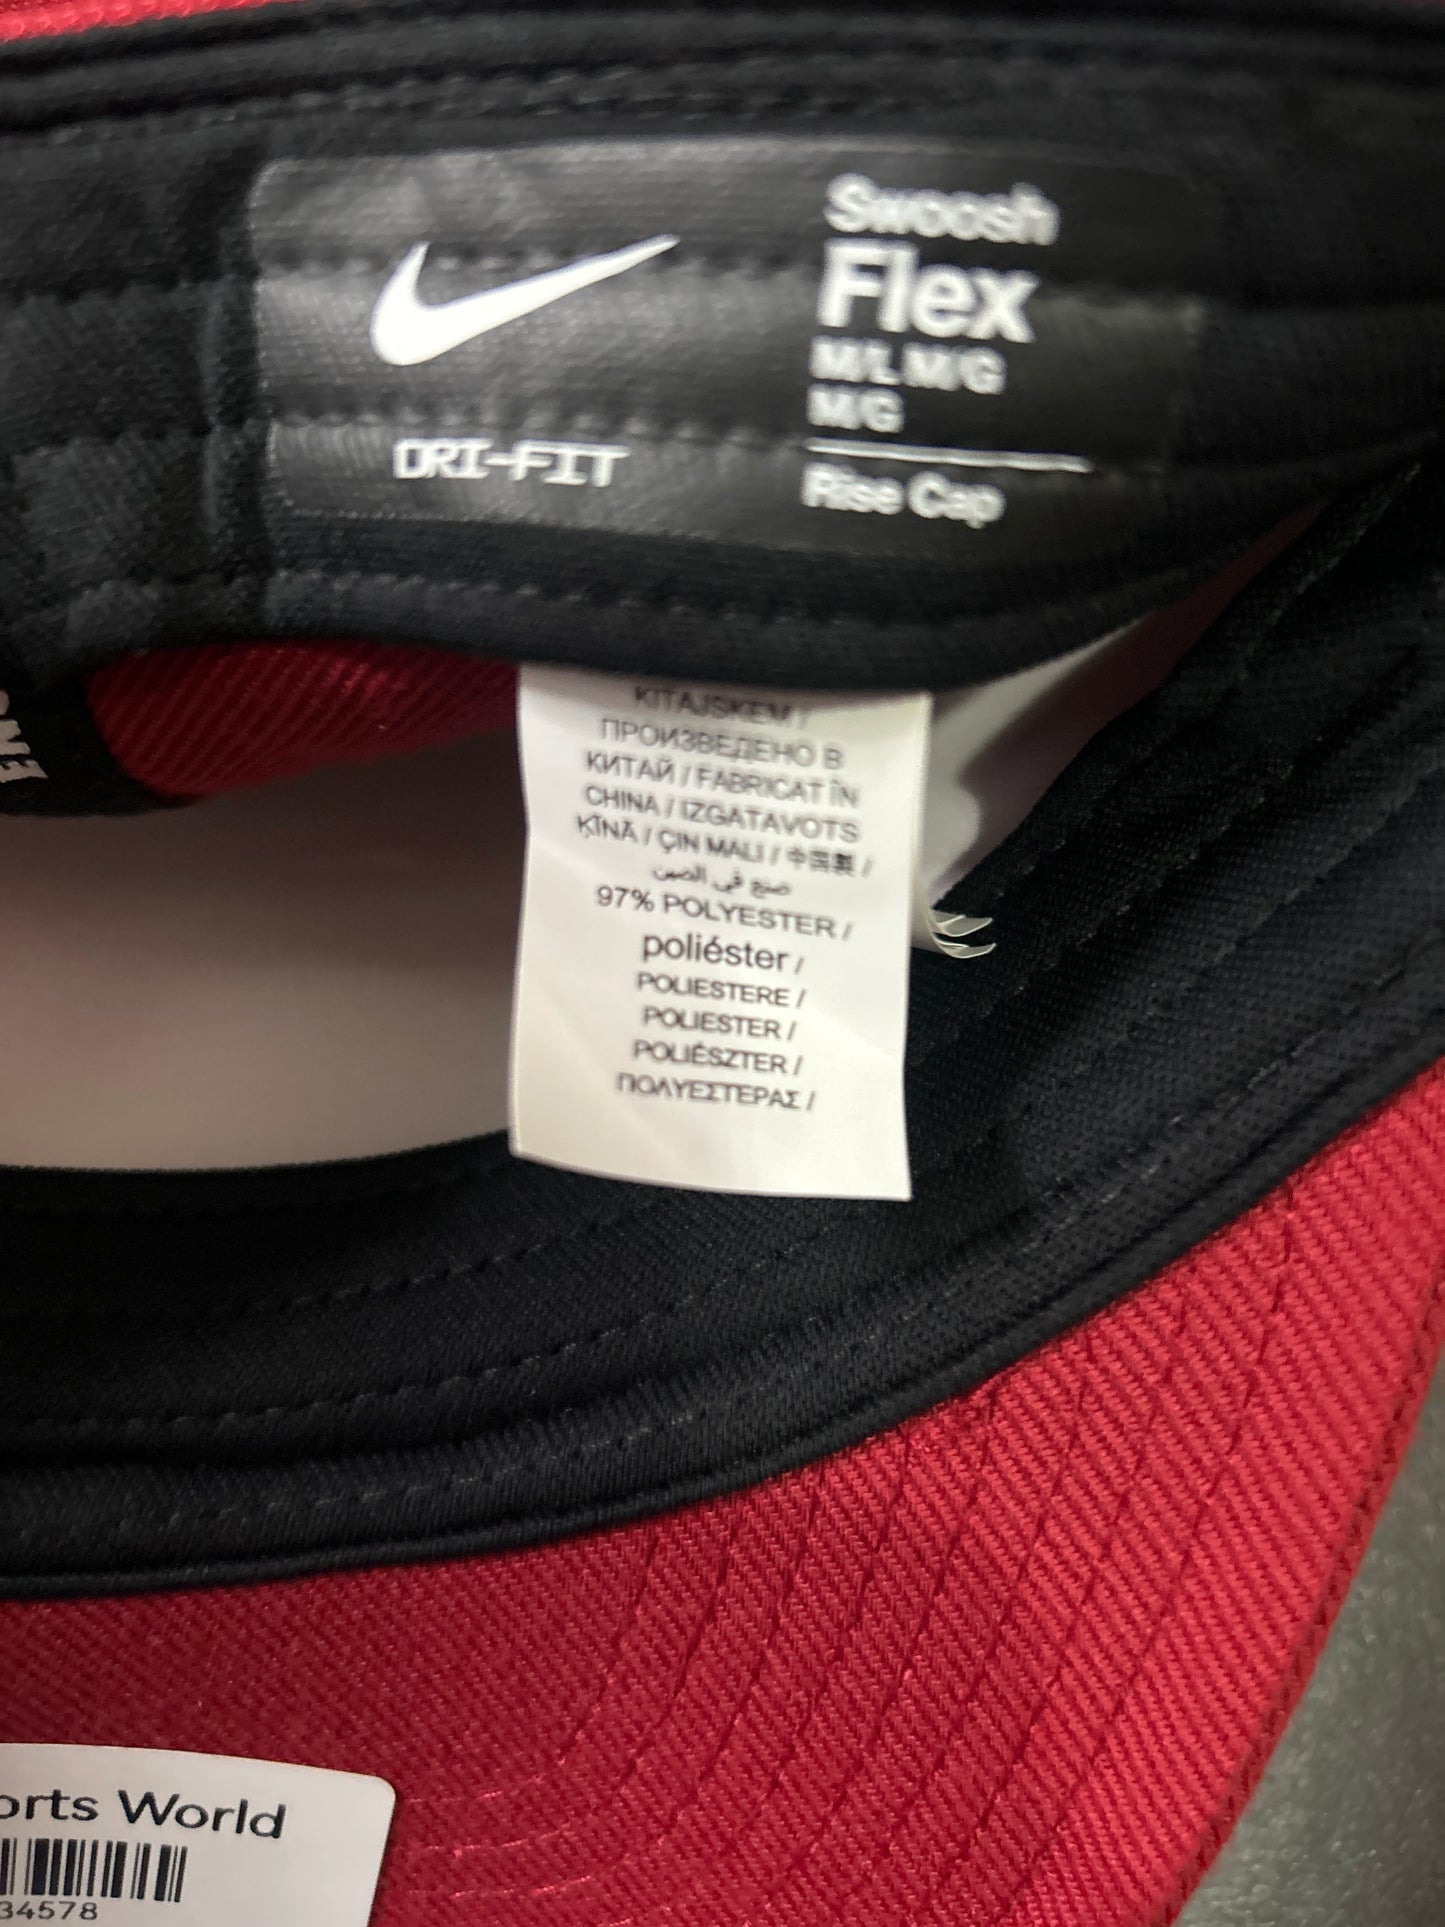 Swoosh
Flex
M/L M/G
M/G
Rise Cap
DRI-FIT
KITAJSKEM /
ПРОИЗВЕДЕНО В
КИТАЙ / FABRICAT ÎN
CHINA / IZGATAVOTS
ĶĪNĀ / ÇIN MALI / 中国製 /
صنع في الصين
97% POLYESTER /
poliéster /
POLIESTERE /
POLIESTER /
POLIÉSZTER /
ΠΟΛΥΕΣΤΕΡΑΣ /
orts World
34578